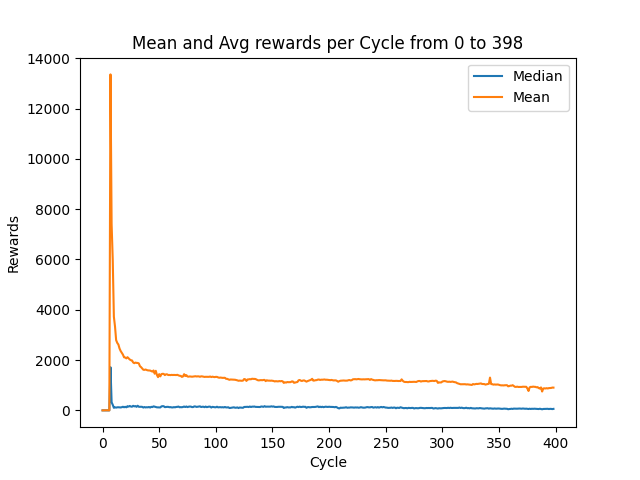 Mean and Avg rewards per Cycle from 0 to 398
14000
12000
10000
8000
6000
4000
2000
0
Rewards
Median
Mean
0 50 100 150 200 250 300 350 400
Cycle